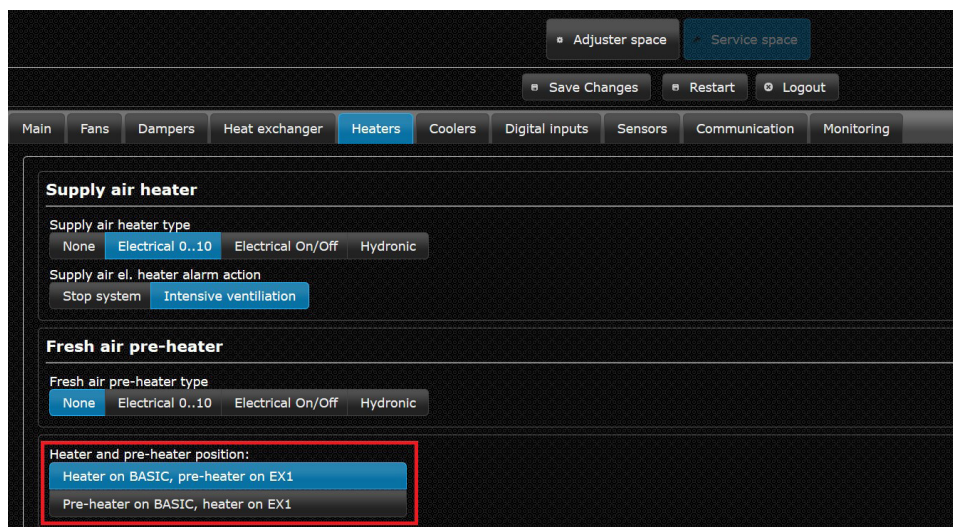 Adjuster space Service space
Save Changes Restart Logout
Main Fans Dampers Heat exchanger Heaters Coolers Digital inputs Sensors Communication Monitoring
Supply air heater
Supply air heater type
None Electrical 0..10 Electrical On/Off Hydronic
Supply air el. heater alarm action
Stop system Intensive ventiliation
Fresh air pre-heater
Fresh air pre-heater type
None Electrical 0..10 Electrical On/Off Hydronic
Heater and pre-heater position:
Heater on BASIC, pre-heater on EX1
Pre-heater on BASIC, heater on EX1